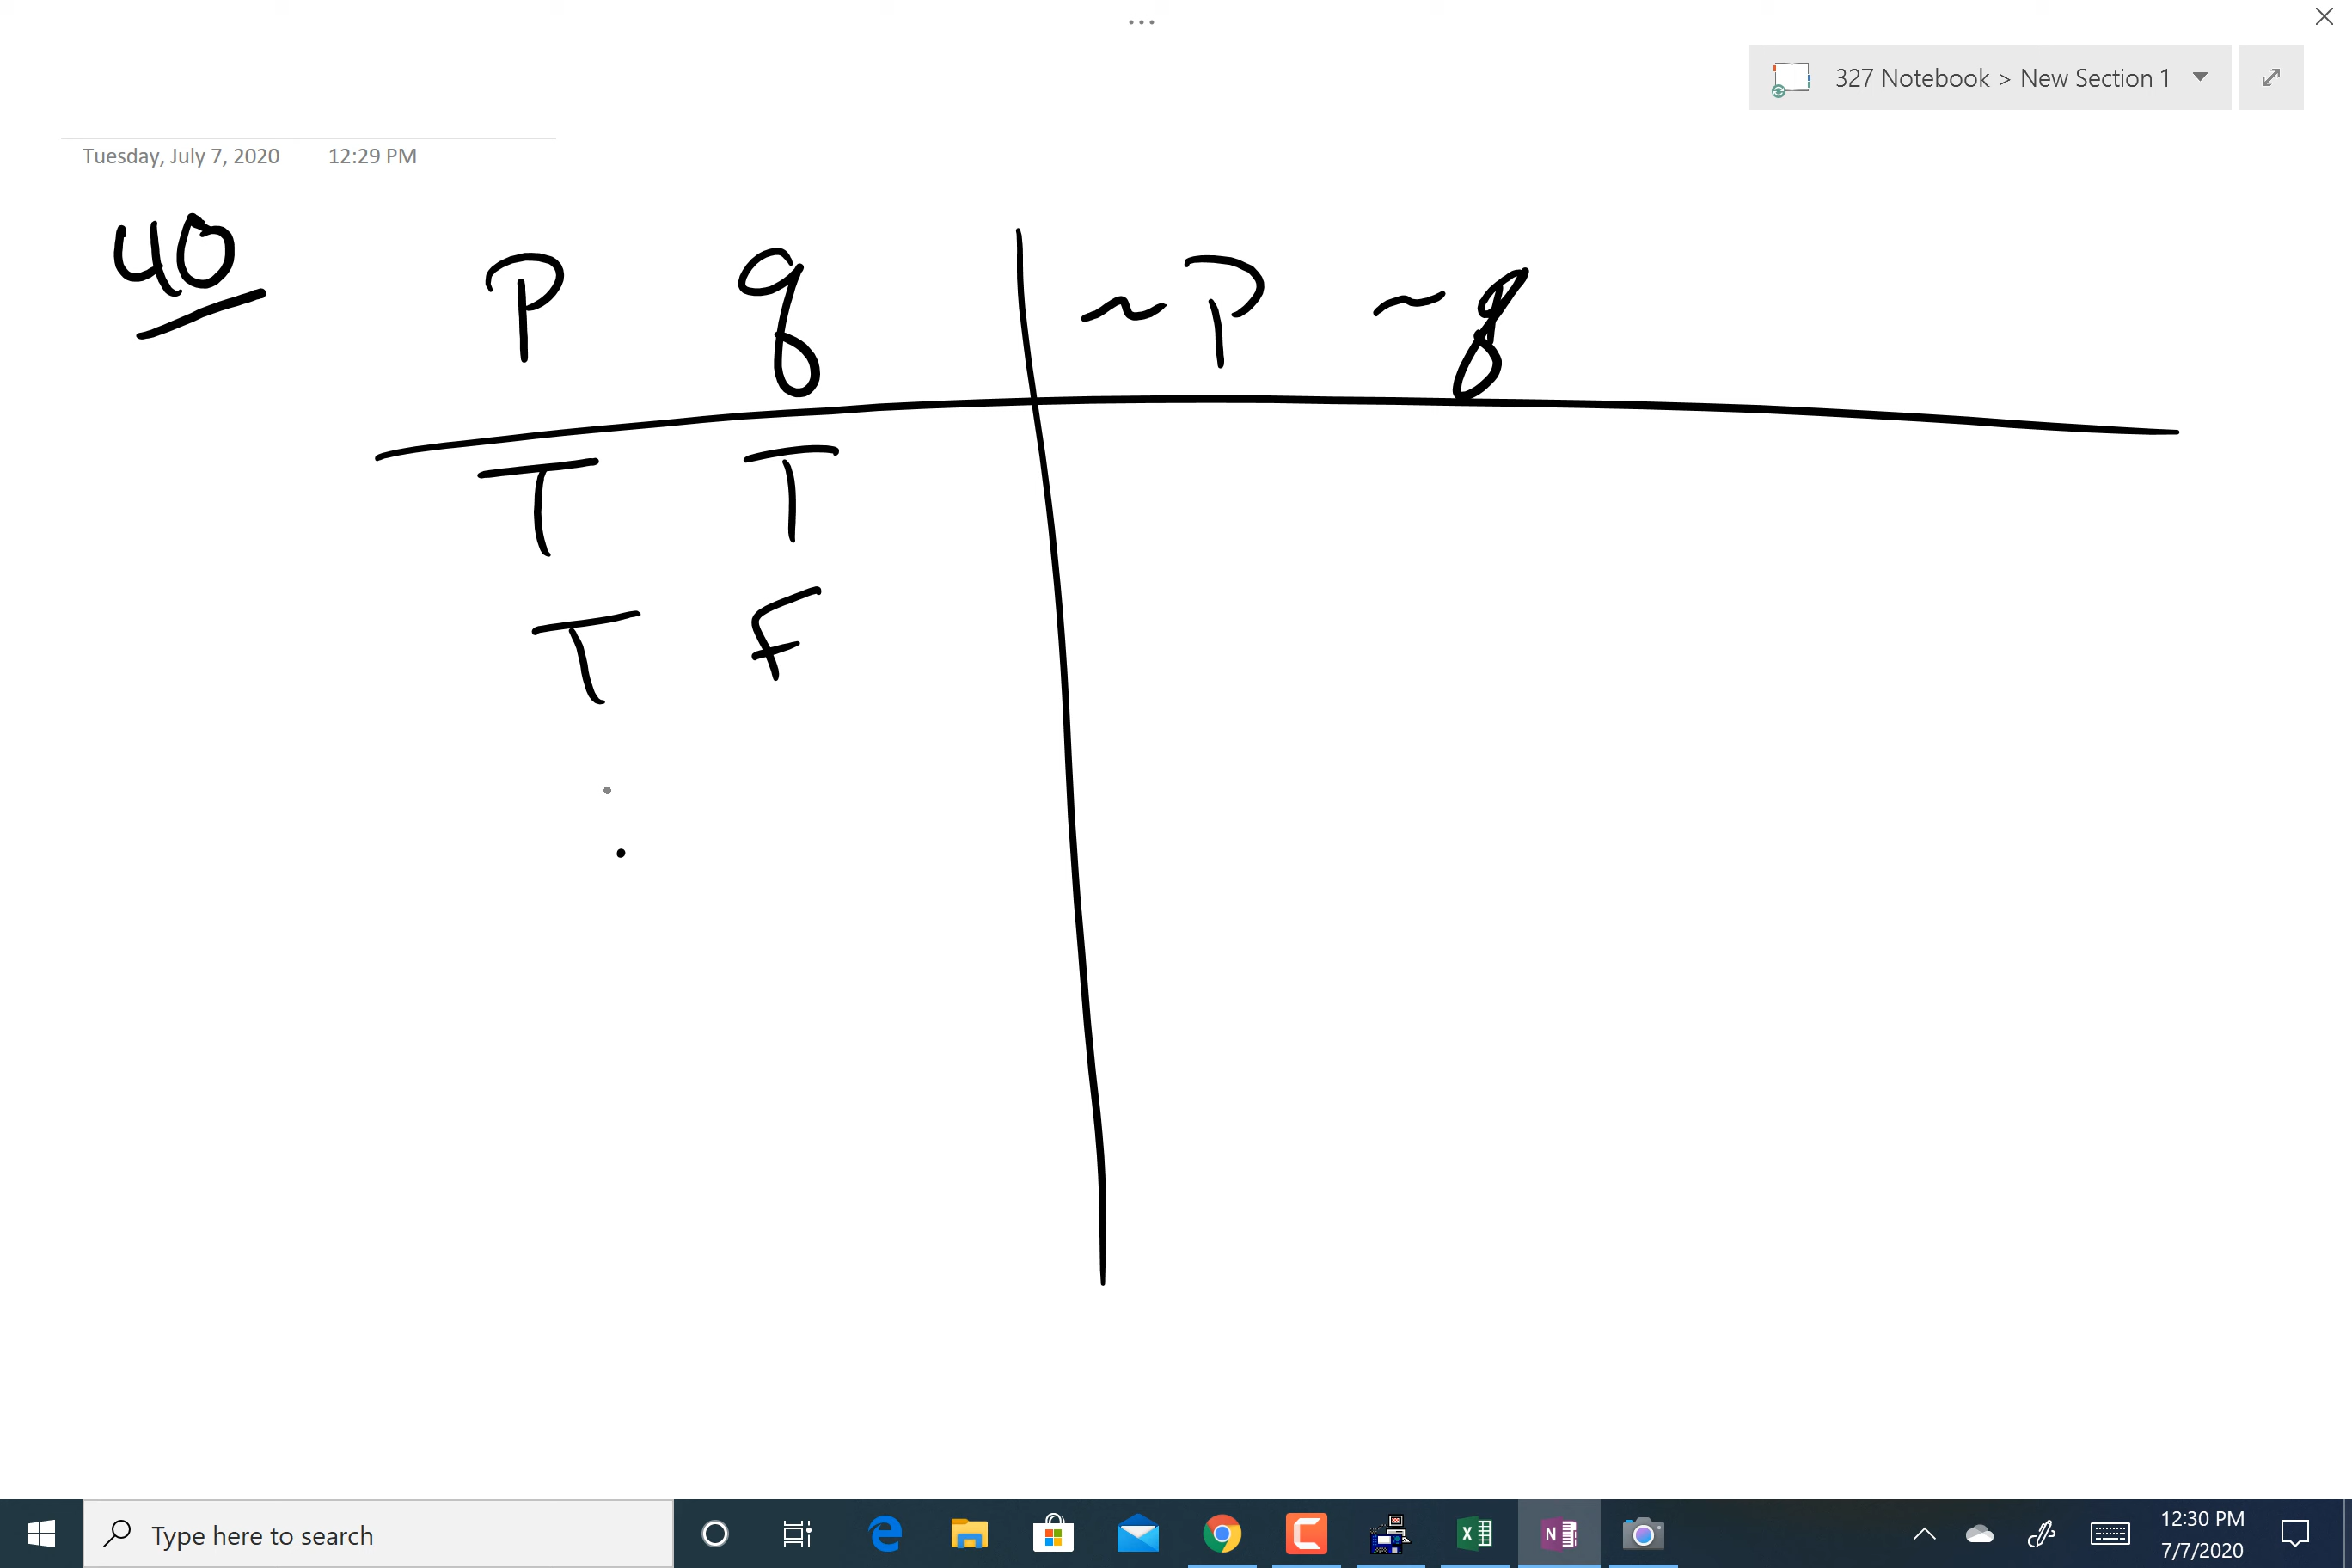 327 Notebook > New Section 1
Tuesday, July 7, 2020 12:29 PM
40 P q ~P ~q
T T
T F
Type here to search
12:30 PM
7/7/2020